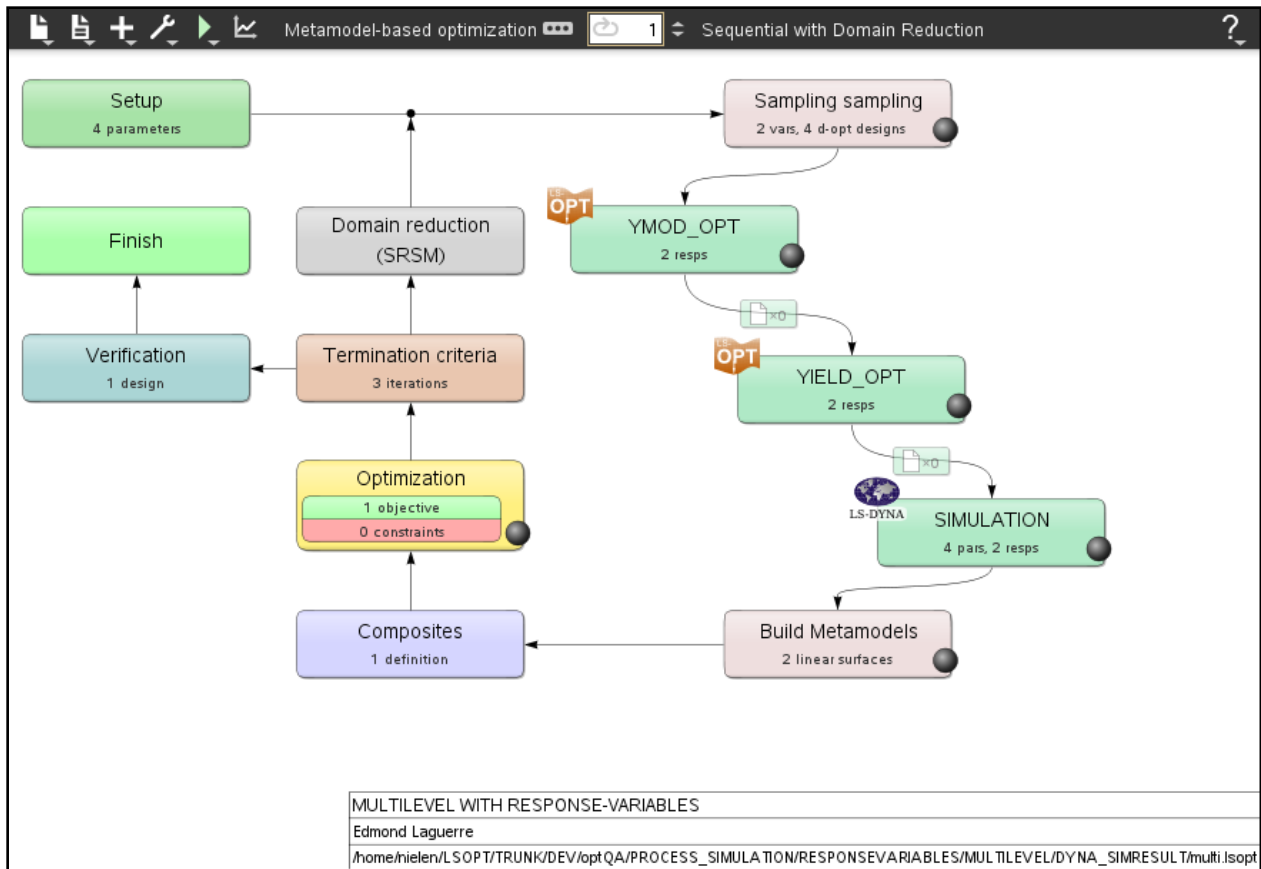 Metamodel-based optimization 1 Sequential with Domain Reduction ?
Setup
4 parameters
Sampling sampling
2 vars, 4 d-opt designs
LS-
OPT
YMOD_OPT
2 resps
Finish
Domain reduction
(SRSM)
×0
Verification
1 design
Termination criteria
3 iterations
LS-
OPT
YIELD_OPT
2 resps
×0
Optimization
1 objective
0 constraints
LS-DYNA
SIMULATION
4 pars, 2 resps
Composites
1 definition
Build Metamodels
2 linear surfaces
MULTILEVEL WITH RESPONSE-VARIABLES
Edmond Laguerre
/home/nielen/LSOPT/TRUNK/DEV/optQA/PROCESS_SIMULATION/RESPONSEVARIABLES/MULTILEVEL/DYNA_SIMRESULT/multi.lsopt